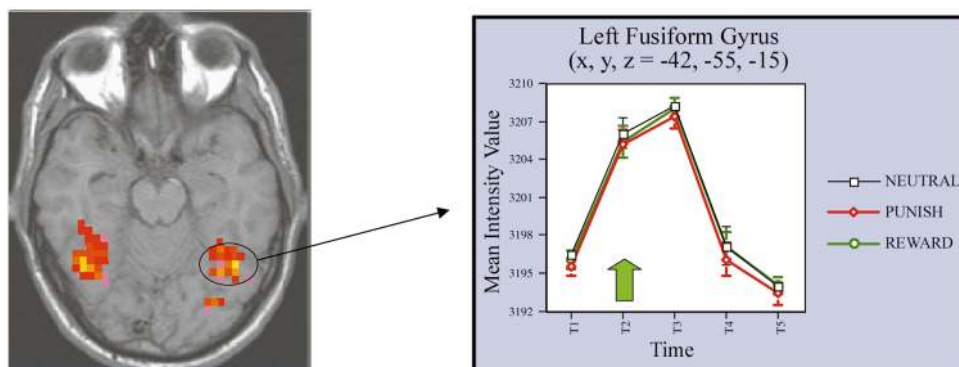 Left Fusiform Gyrus
(x, y, z = -42, -55, -15)
Mean Intensity Value
3210
3207
3204
3201
3198
3195
3192
T1
T2
T3
T4
T5
Time
NEUTRAL
PUNISH
REWARD